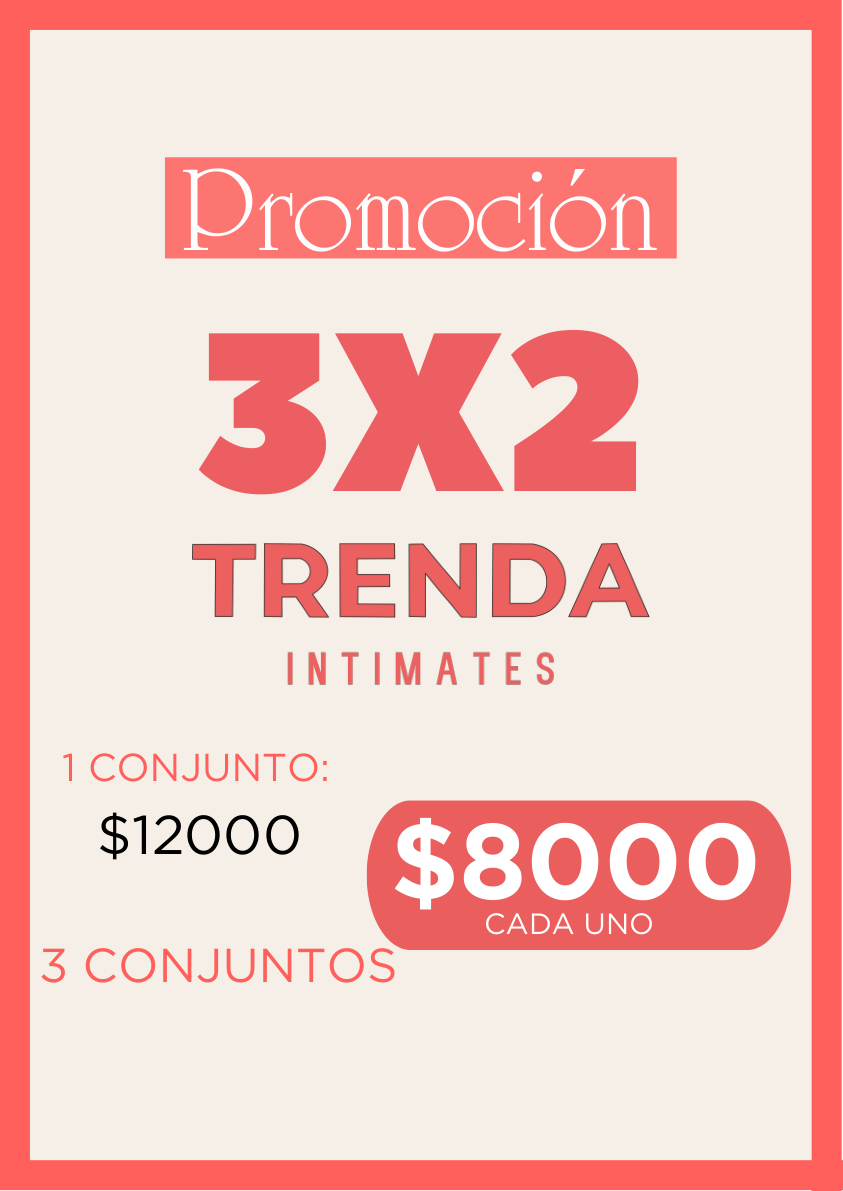 Promoción
3X2
TRENDA
INTIMATES
1 CONJUNTO:
$12000
$8000
CADA UNO
3 CONJUNTOS